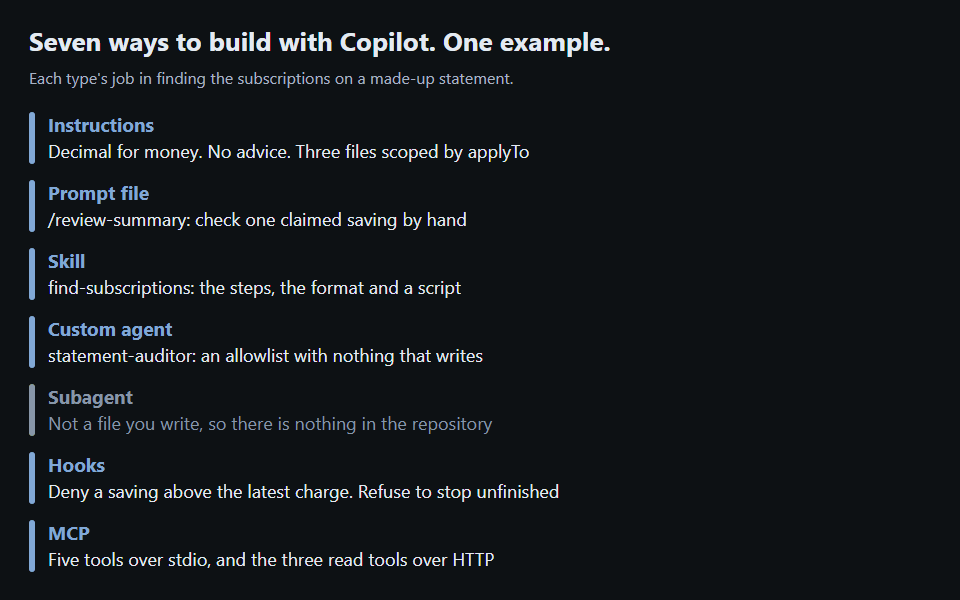 Seven ways to build with Copilot. One example.
Each type's job in finding the subscriptions on a made-up statement.
Instructions
Decimal for money. No advice. Three files scoped by applyTo
Prompt file
/review-summary: check one claimed saving by hand
Skill
find-subscriptions: the steps, the format and a script
Custom agent
statement-auditor: an allowlist with nothing that writes
Subagent
Not a file you write, so there is nothing in the repository
Hooks
Deny a saving above the latest charge. Refuse to stop unfinished
MCP
Five tools over stdio, and the three read tools over HTTP